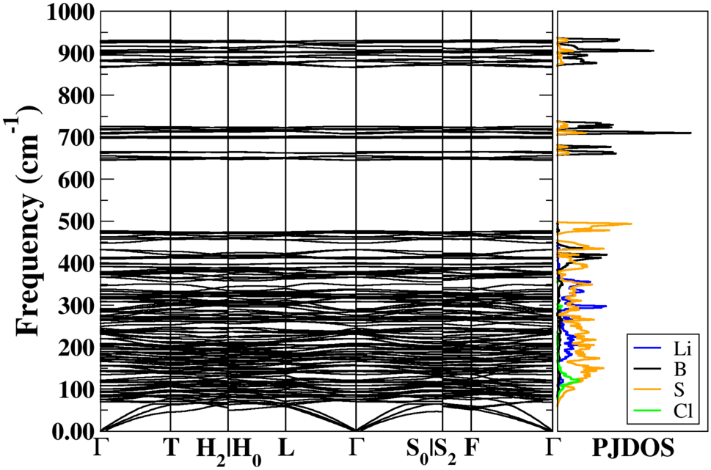 1000
900
800
700
600
500
400
300
200
100
0.00
Frequency (cm⁻¹)
Γ T H₂|H₀ L Γ S₀|S₂ F Γ PJDOS
Li
B
S
Cl